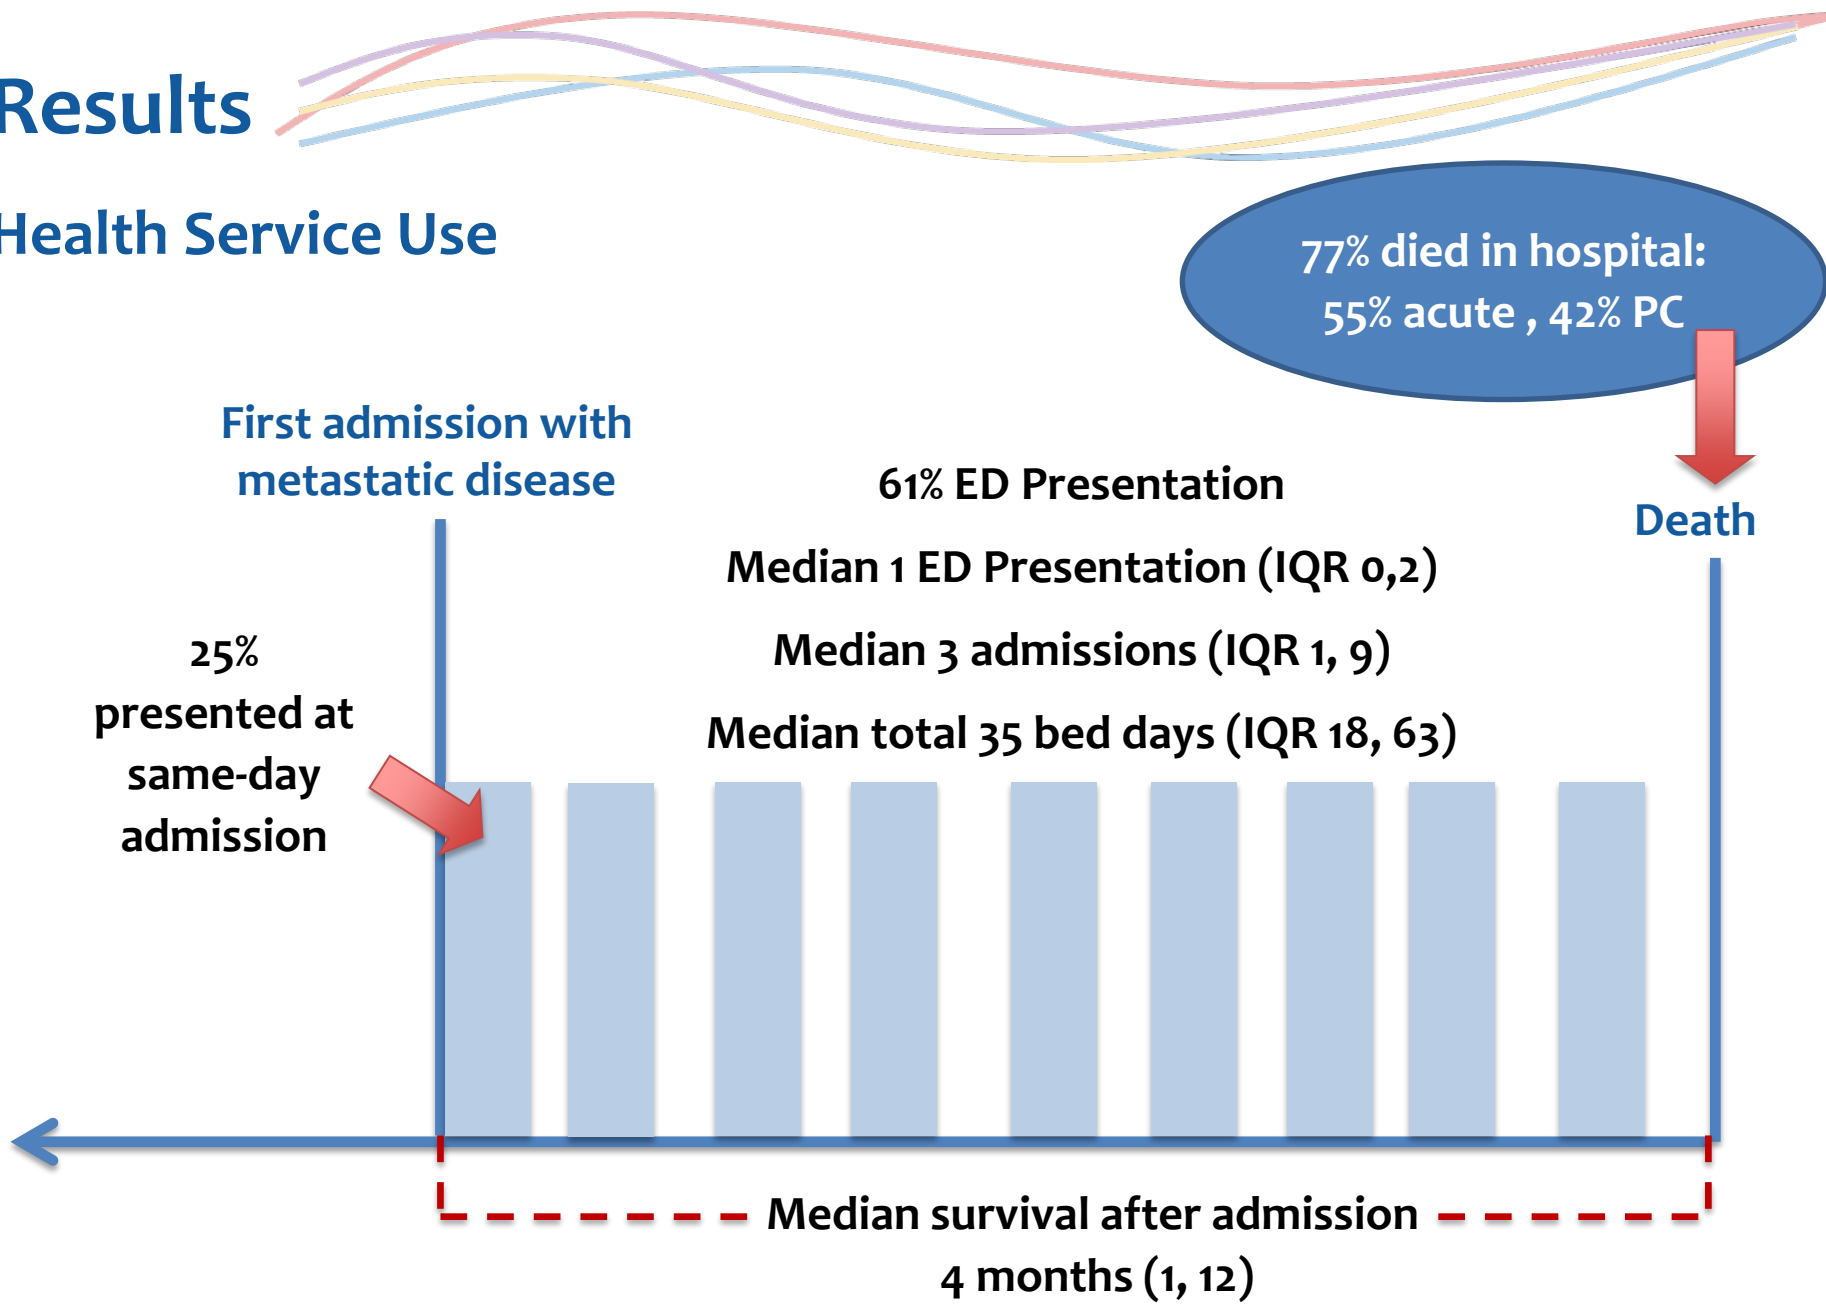 Results
Health Service Use
77% died in hospital:
55% acute , 42% PC
First admission with
metastatic disease
61% ED Presentation
Death
Median 1 ED Presentation (IQR 0,2)
25%
presented at
same-day
admission
Median 3 admissions (IQR 1, 9)
Median total 35 bed days (IQR 18, 63)
Median survival after admission
4 months (1, 12)